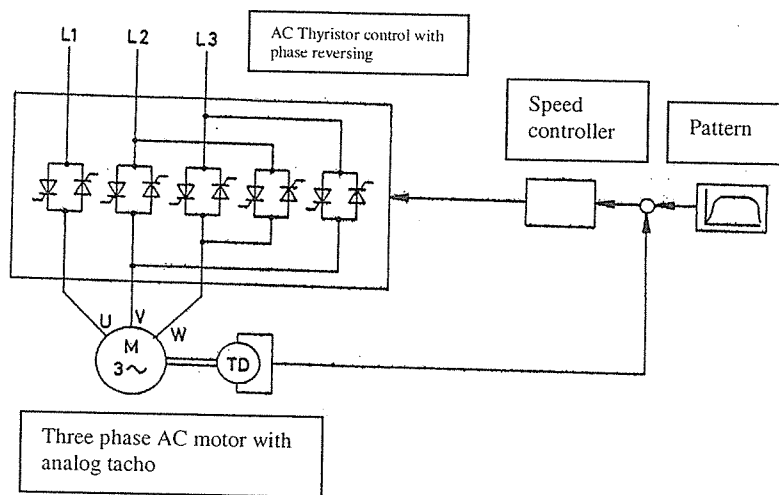 L1 L2 L3
AC Thyristor control with
phase reversing
Speed
controller
Pattern
U V W
M
3~
TD
Three phase AC motor with
analog tacho